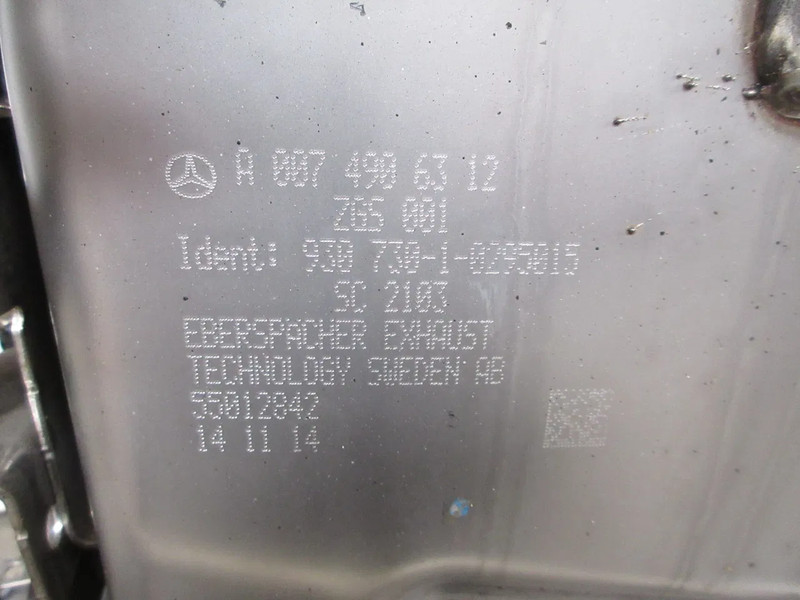 A 007 490 63 12
ZGS 001
Ident: 930 730-1-0295015
SC 2103
EBERSPACHER EXHAUST
TECHNOLOGY SWEDEN AB
55012842
14 11 14